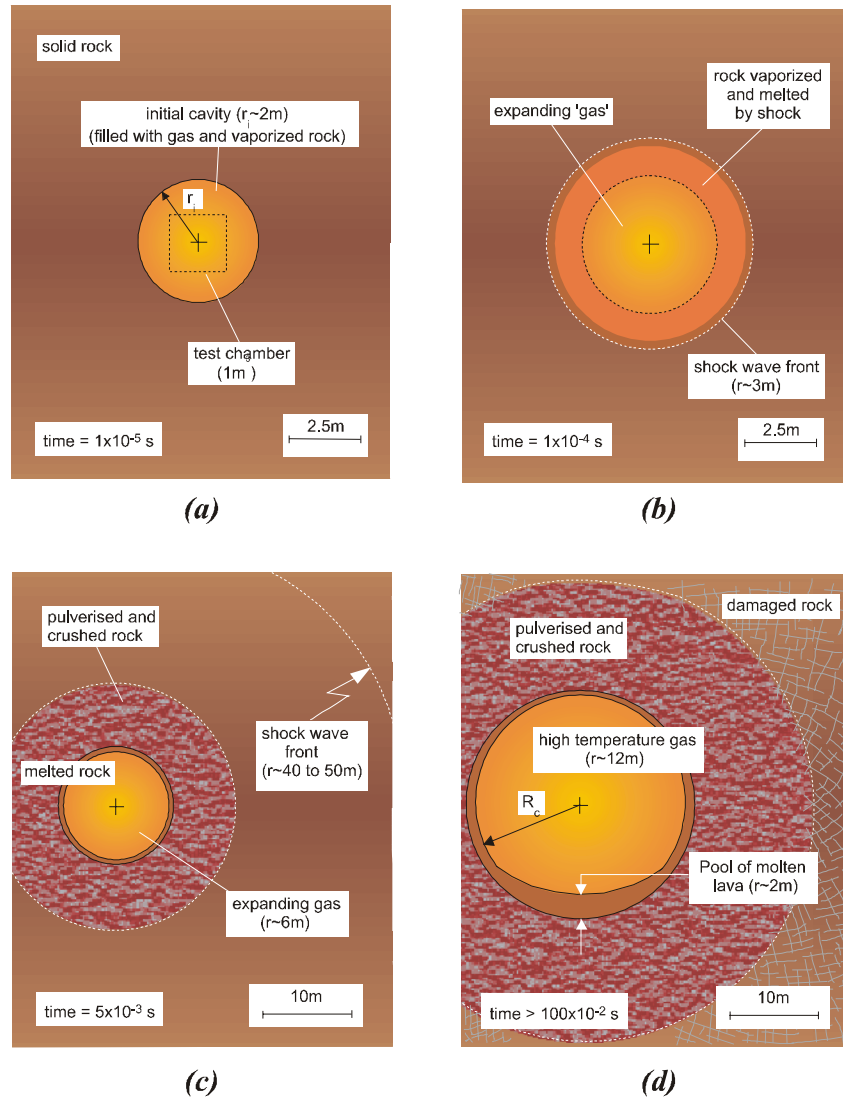 solid rock
initial cavity (ri~2m)
(filled with gas and vaporized rock)
ri
test chamber
(1m³)
time = 1x10⁻⁵ s
2.5m
(a)
rock vaporized
and melted
by shock
expanding 'gas'
shock wave front
(r~3m)
time = 1x10⁻⁴ s
2.5m
(b)
pulverised and
crushed rock
melted rock
shock wave
front
(r~40 to 50m)
expanding gas
(r~6m)
time = 5x10⁻³ s
10m
(c)
damaged rock
pulverised and
crushed rock
high temperature gas
(r~12m)
Rc
Pool of molten
lava (r~2m)
time > 100x10⁻² s
10m
(d)